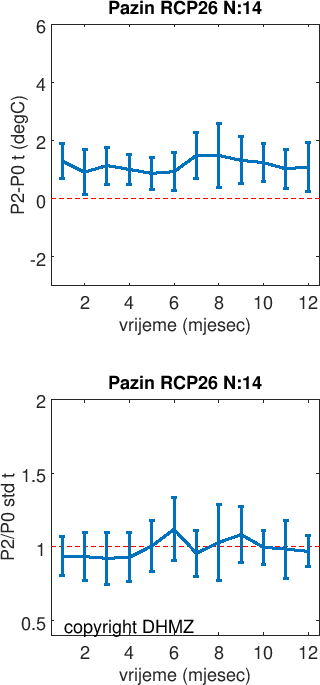 Pazin RCP26 N:14
6
4
2
0
-2
P2-P0 t (degC)
2 4 6 8 10 12
vrijeme (mjesec)
Pazin RCP26 N:14
2
1.5
1
0.5
P2/P0 std t
copyright DHMZ
2 4 6 8 10 12
vrijeme (mjesec)